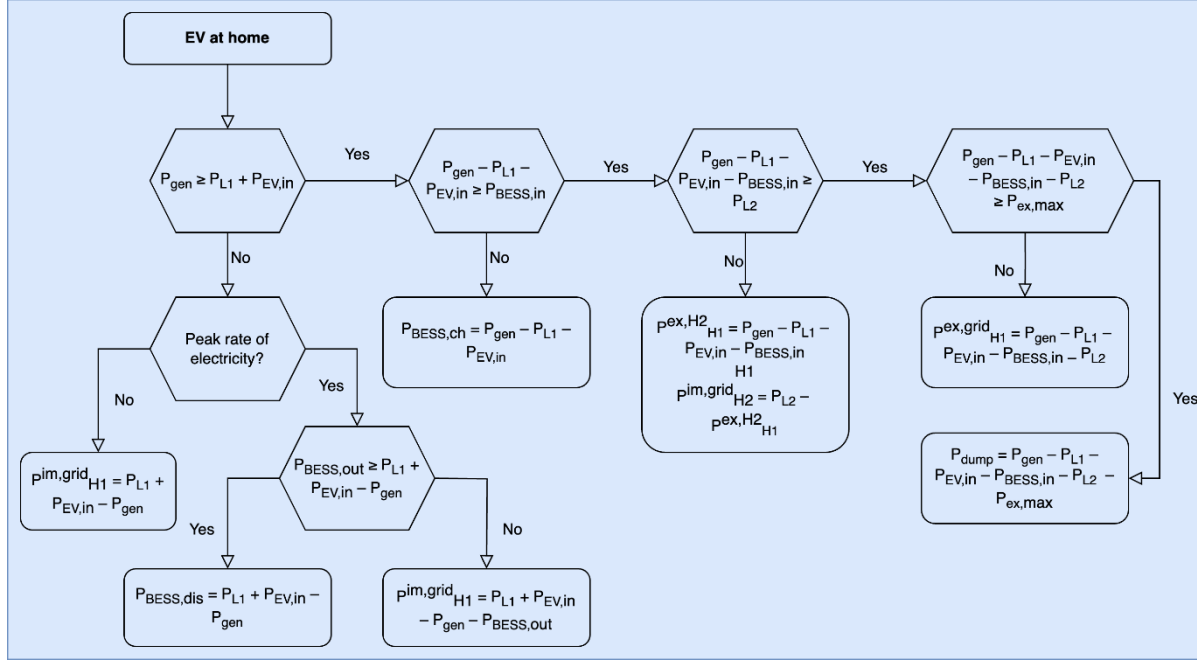 EV at home
P_gen ≥ P_L1 + P_EV,in
Yes
P_gen – P_L1 –
P_EV,in ≥ P_BESS,in
Yes
P_gen – P_L1 –
P_EV,in – P_BESS,in ≥
P_L2
Yes
P_gen – P_L1 – P_EV,in
– P_BESS,in – P_L2
≥ P_ex,max
No
No
No
No
Peak rate of
electricity?
P_BESS,ch = P_gen – P_L1 –
P_EV,in
P^ex,H2_H1 = P_gen – P_L1 –
P_EV,in – P_BESS,in
H1
P^im,grid_H2 = P_L2 –
P^ex,H2_H1
P^ex,grid_H1 = P_gen – P_L1 –
P_EV,in – P_BESS,in – P_L2
No
Yes
Yes
P^im,grid_H1 = P_L1 +
P_EV,in – P_gen
P_BESS,out ≥ P_L1 +
P_EV,in – P_gen
P_dump = P_gen – P_L1 –
P_EV,in – P_BESS,in – P_L2 –
P_ex,max
Yes
No
P_BESS,dis = P_L1 + P_EV,in –
P_gen
P^im,grid_H1 = P_L1 + P_EV,in
– P_gen – P_BESS,out